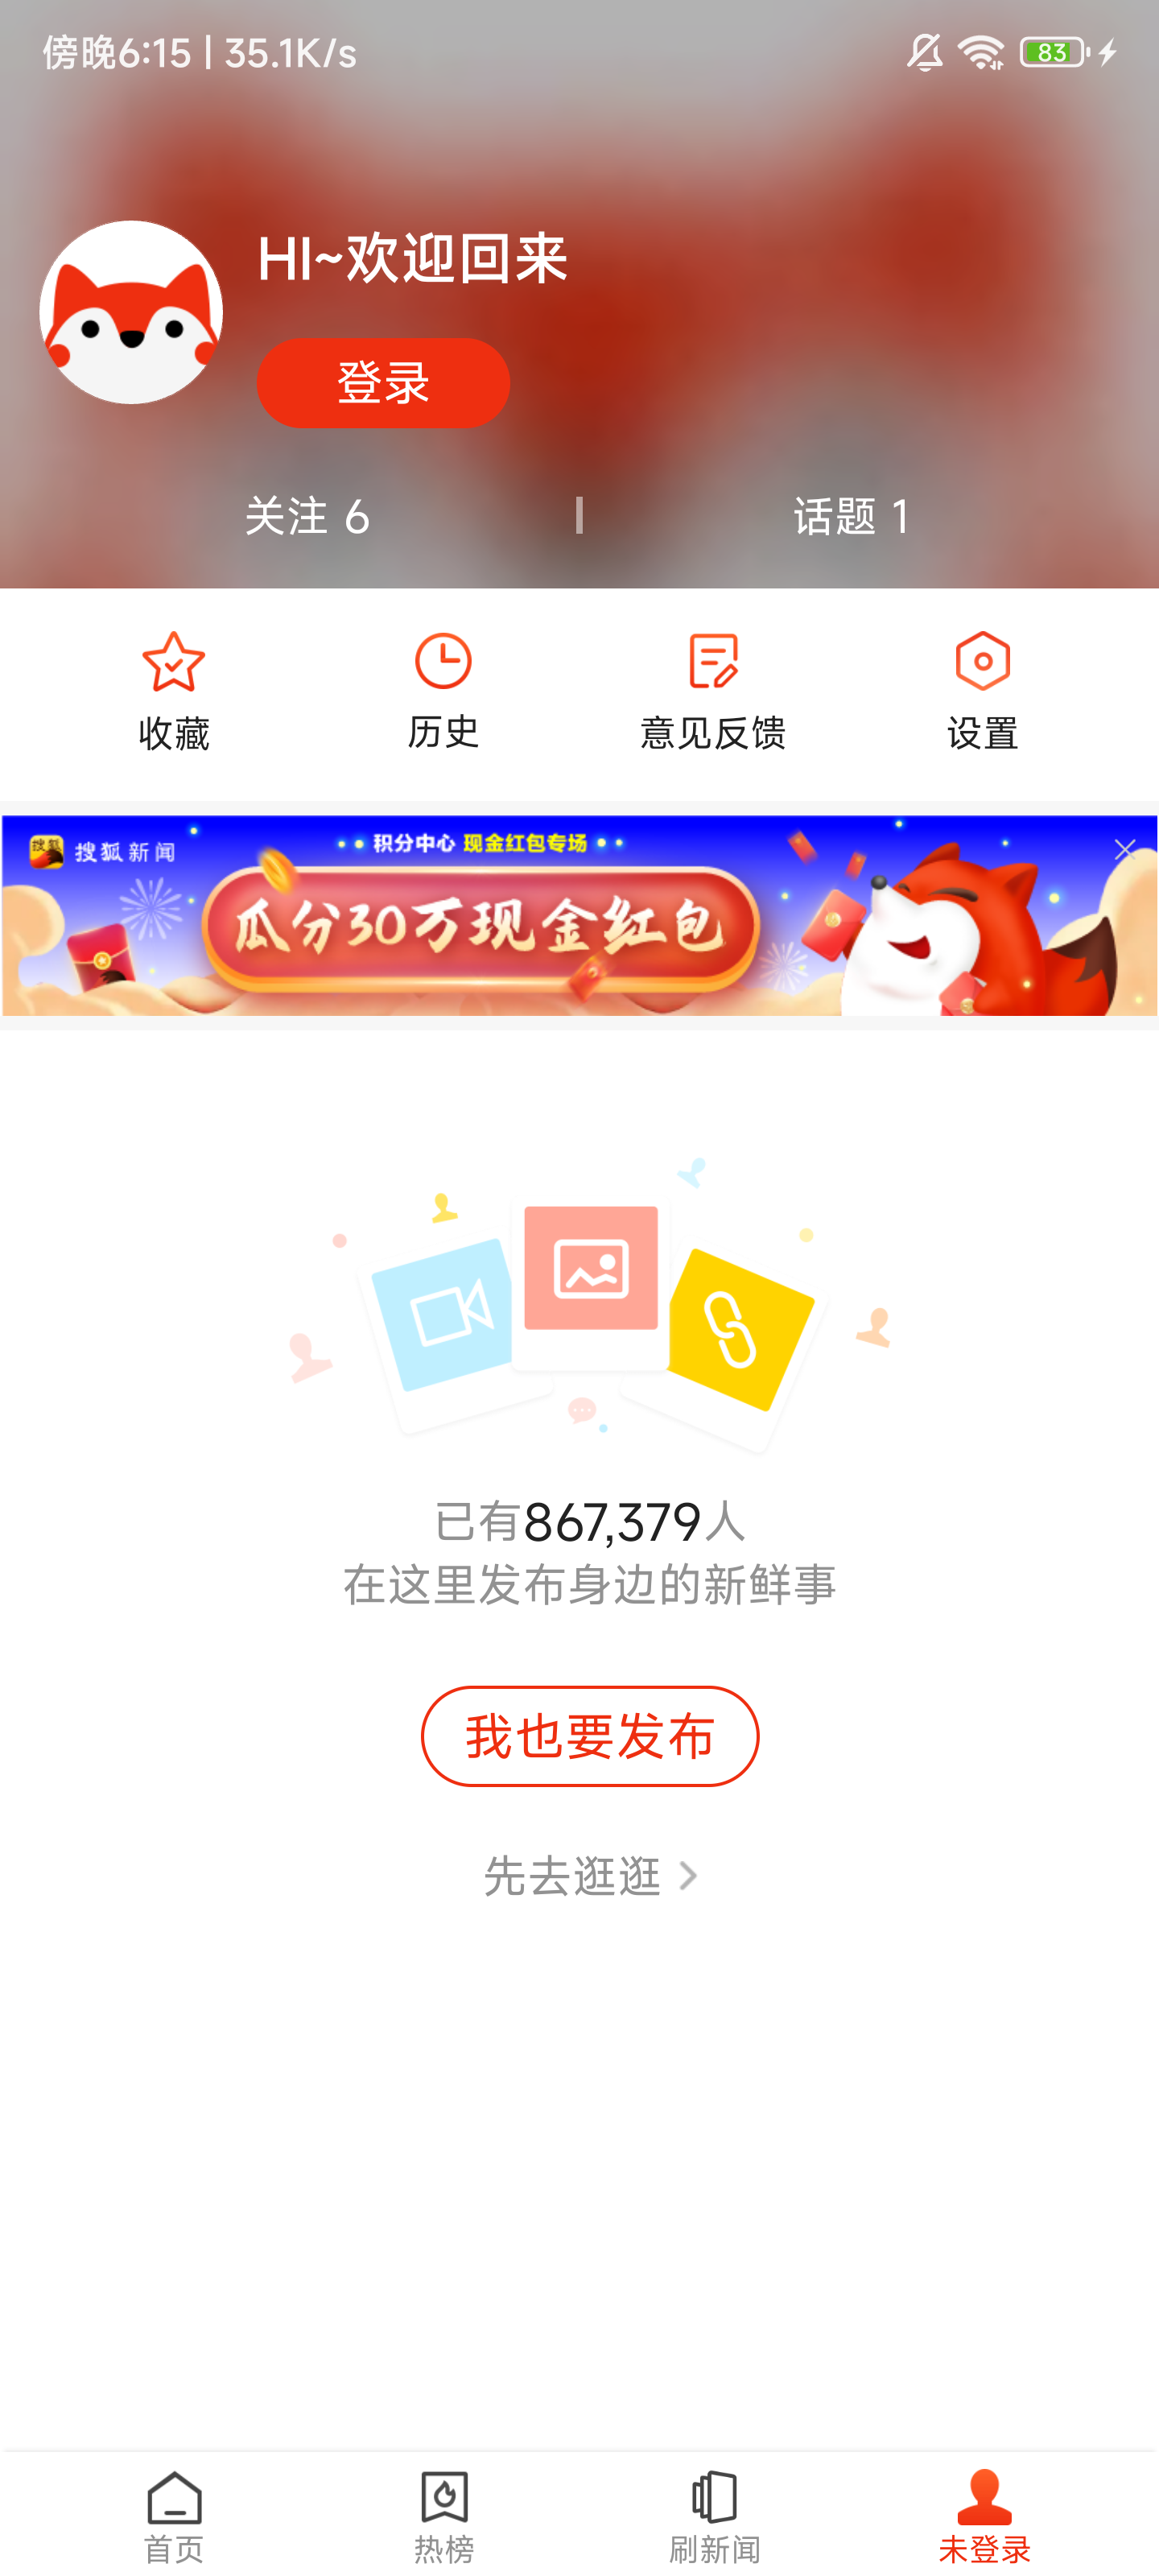 傍晚6:15 | 35.1K/s
83
HI~欢迎回来
登录
关注 6
话题 1
收藏
历史
意见反馈
设置
搜狐
搜狐新闻
积分中心 现金红包专场
瓜分30万现金红包
已有867,379人
在这里发布身边的新鲜事
我也要发布
先去逛逛
首页
热榜
刷新闻
未登录